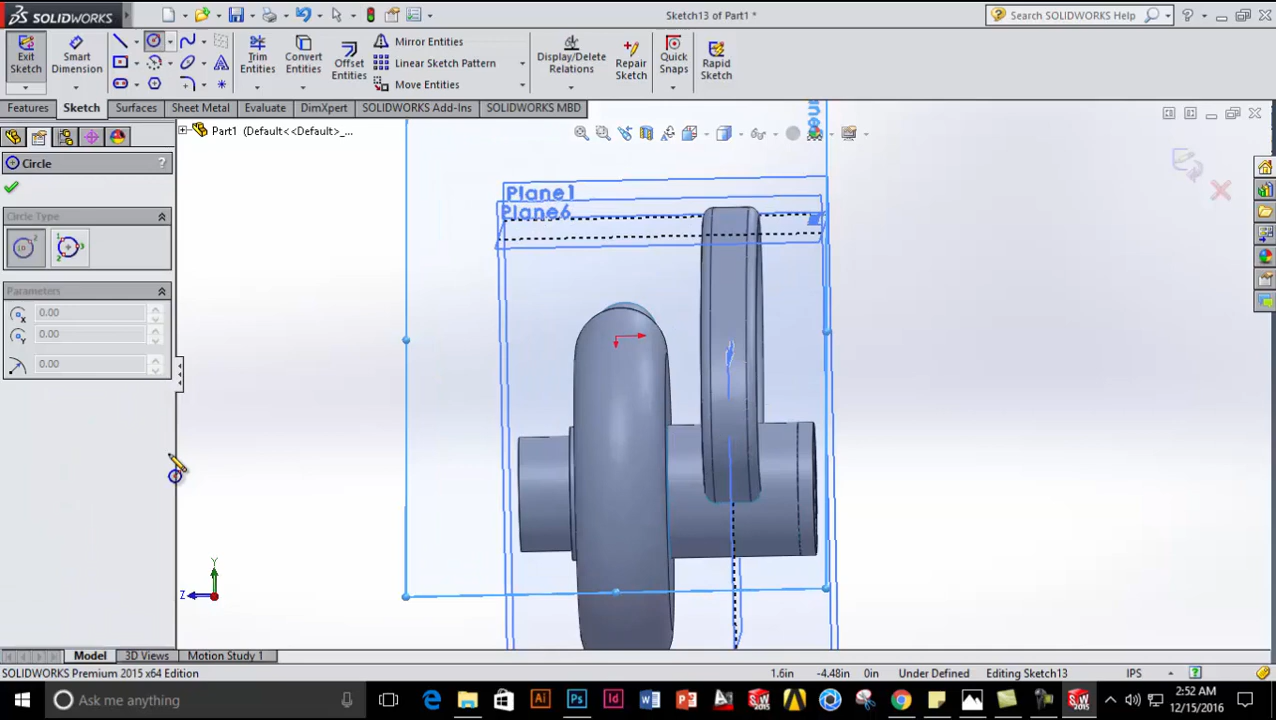 SOLIDWORKS
Sketch13 of Part1 *
Search SOLIDWORKS Help
Exit Sketch
Smart Dimension
Trim Entities
Convert Entities
Offset Entities
Mirror Entities
Linear Sketch Pattern
Move Entities
Display/Delete Relations
Repair Sketch
Quick Snaps
Rapid Sketch
Features
Sketch
Surfaces
Sheet Metal
Evaluate
DimXpert
SOLIDWORKS Add-Ins
SOLIDWORKS MBD
Part1 (Default<<Default>_...
Circle
?
Circle Type
Parameters
0.00
0.00
0.00
Plane1
Plane6
Y
Z
Model
3D Views
Motion Study 1
SOLIDWORKS Premium 2015 x64 Edition
1.6in
-4.48in
0in
Under Defined
Editing Sketch13
IPS
Ask me anything
2:52 AM
12/15/2016